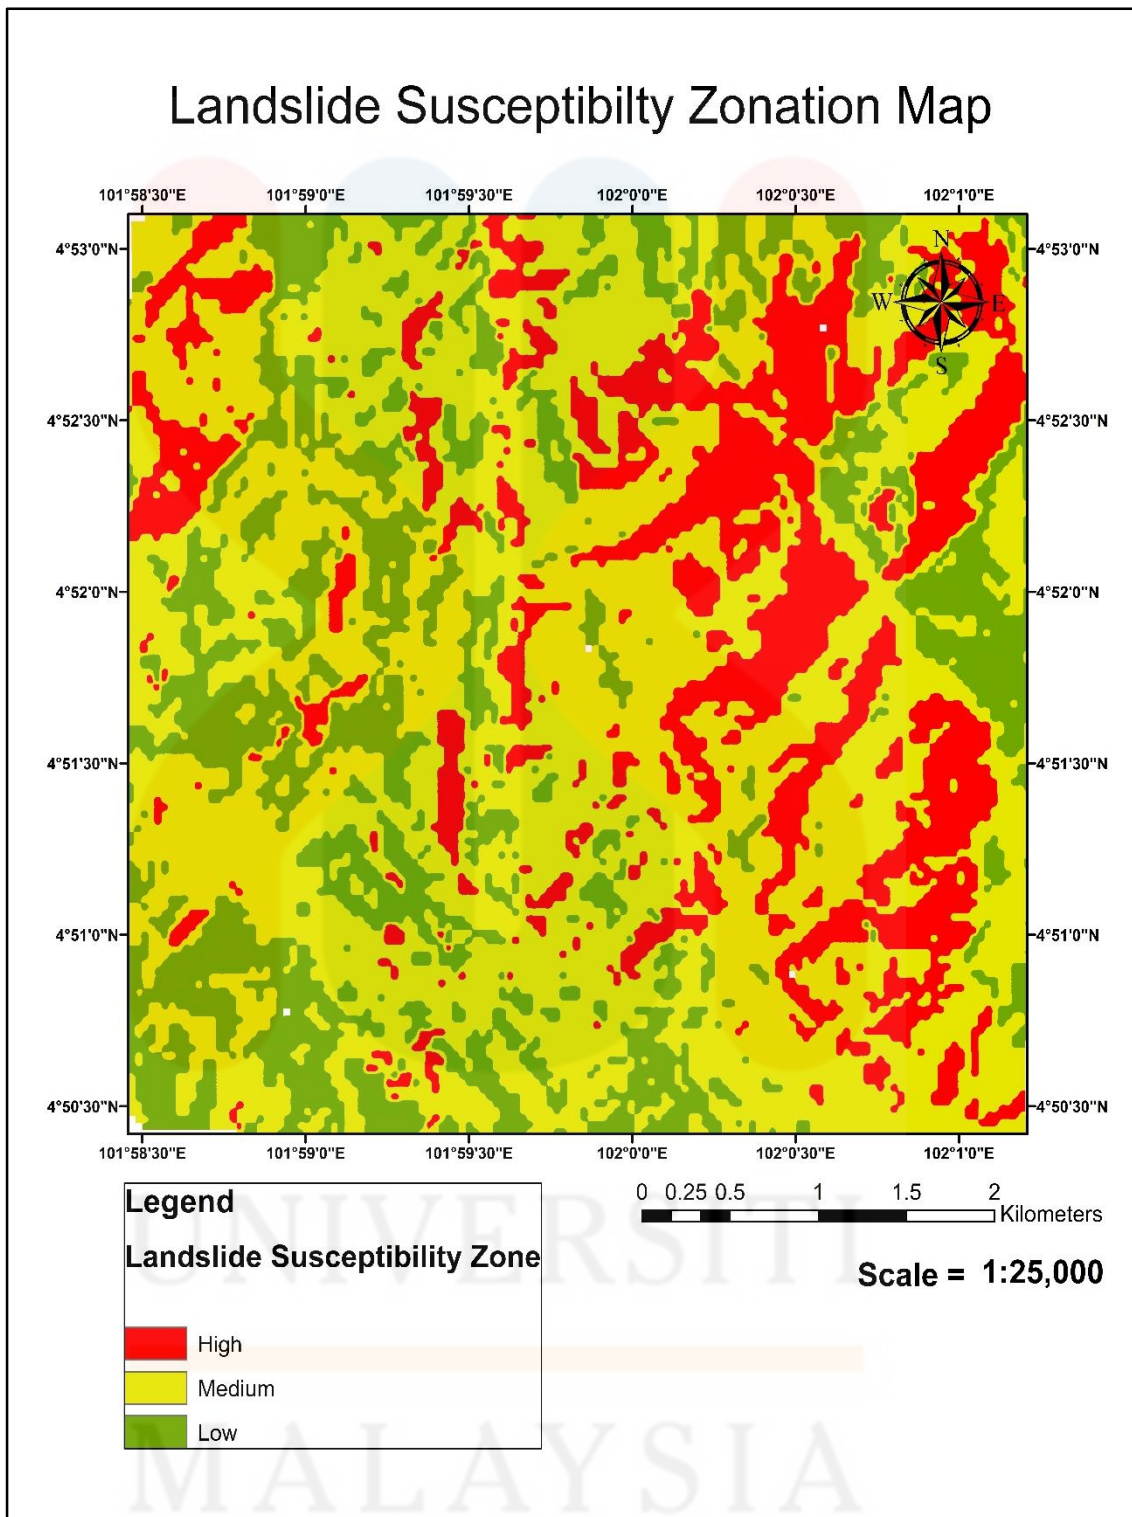 Landslide Susceptibilty Zonation Map
101°58'30"E 101°59'0"E 101°59'30"E 102°0'0"E 102°0'30"E 102°1'0"E
4°53'0"N 4°53'0"N
N
W E
S
4°52'30"N 4°52'30"N
4°52'0"N 4°52'0"N
4°51'30"N 4°51'30"N
4°51'0"N 4°51'0"N
4°50'30"N 4°50'30"N
101°58'30"E 101°59'0"E 101°59'30"E 102°0'0"E 102°0'30"E 102°1'0"E
Legend
Landslide Susceptibility Zone
High
Medium
Low
0 0.25 0.5 1 1.5 2
Kilometers
Scale = 1:25,000
UNIVERSITI
MALAYSIA